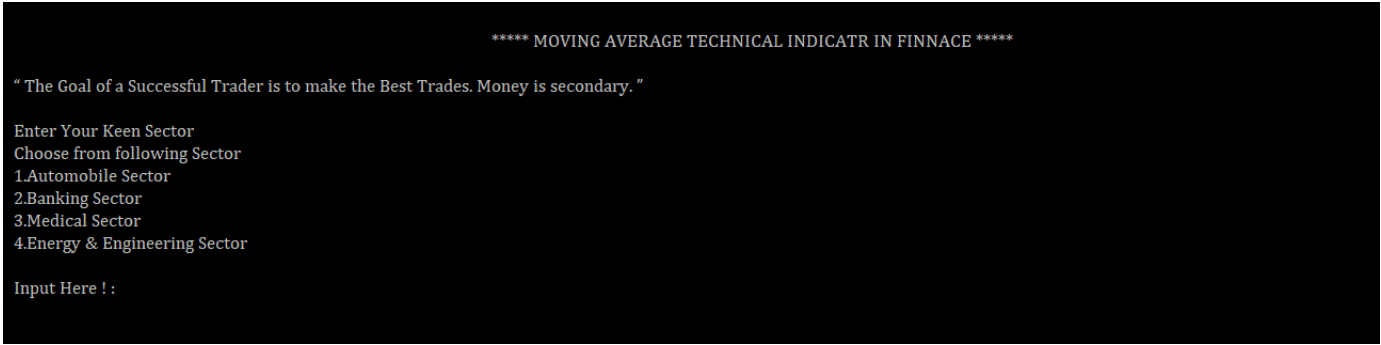 ***** MOVING AVERAGE TECHNICAL INDICATR IN FINNACE *****
“ The Goal of a Successful Trader is to make the Best Trades. Money is secondary. ”
Enter Your Keen Sector
Choose from following Sector
1.Automobile Sector
2.Banking Sector
3.Medical Sector
4.Energy & Engineering Sector
Input Here ! :